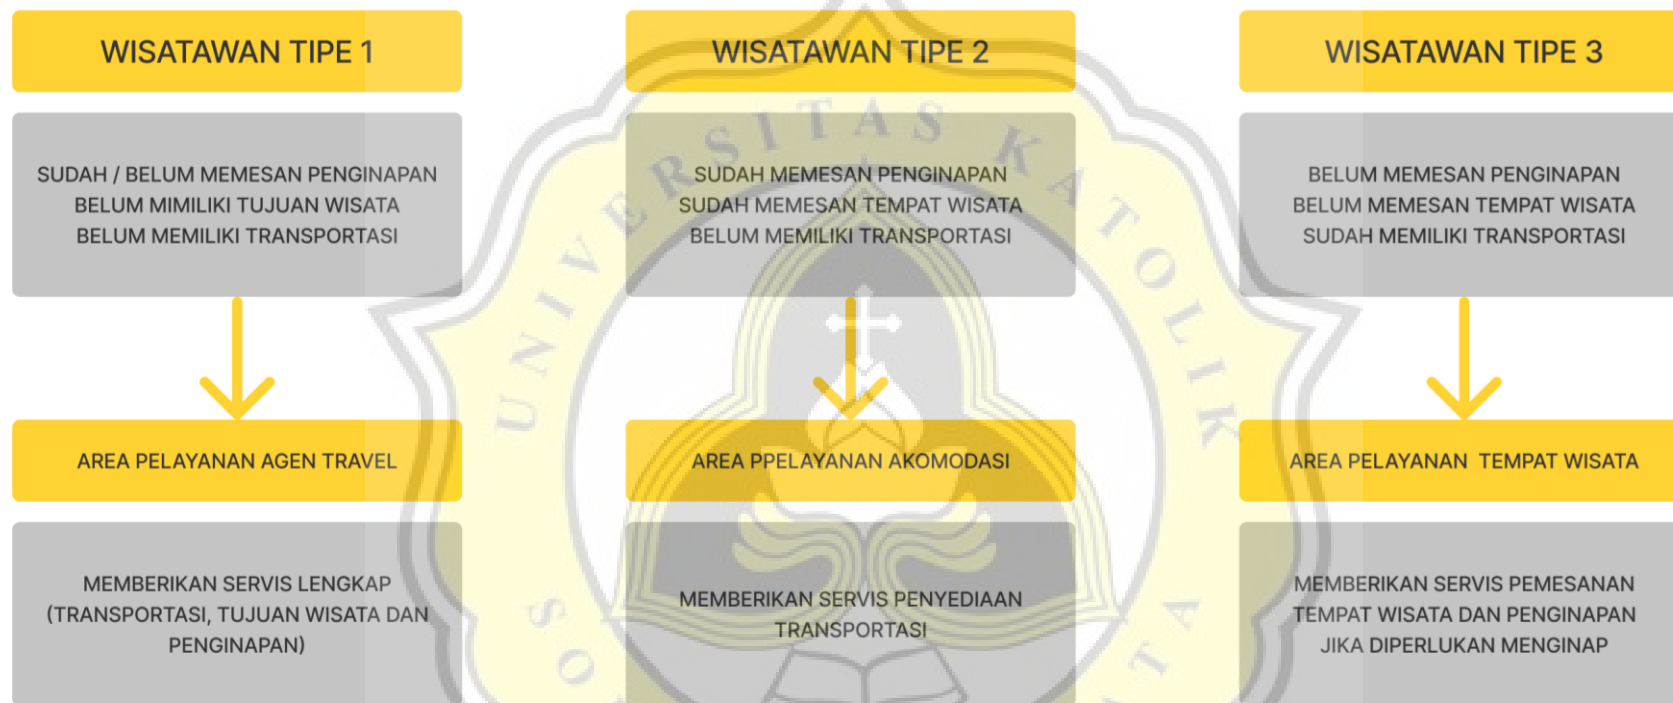 WISATAWAN TIPE 1
SUDAH / BELUM MEMESAN PENGINAPAN
BELUM MIMILIKI TUJUAN WISATA
BELUM MEMILIKI TRANSPORTASI
AREA PELAYANAN AGEN TRAVEL
MEMBERIKAN SERVIS LENGKAP
(TRANSPORTASI, TUJUAN WISATA DAN
PENGINAPAN)
WISATAWAN TIPE 2
SUDAH MEMESAN PENGINAPAN
SUDAH MEMESAN TEMPAT WISATA
BELUM MEMILIKI TRANSPORTASI
AREA PPELAYANAN AKOMODASI
MEMBERIKAN SERVIS PENYEDIAAN
TRANSPORTASI
WISATAWAN TIPE 3
BELUM MEMESAN PENGINAPAN
BELUM MEMESAN TEMPAT WISATA
SUDAH MEMILIKI TRANSPORTASI
AREA PELAYANAN TEMPAT WISATA
MEMBERIKAN SERVIS PEMESANAN
TEMPAT WISATA DAN PENGINAPAN
JIKA DIPERLUKAN MENGINAP
UNIVERSITAS KATOLIK